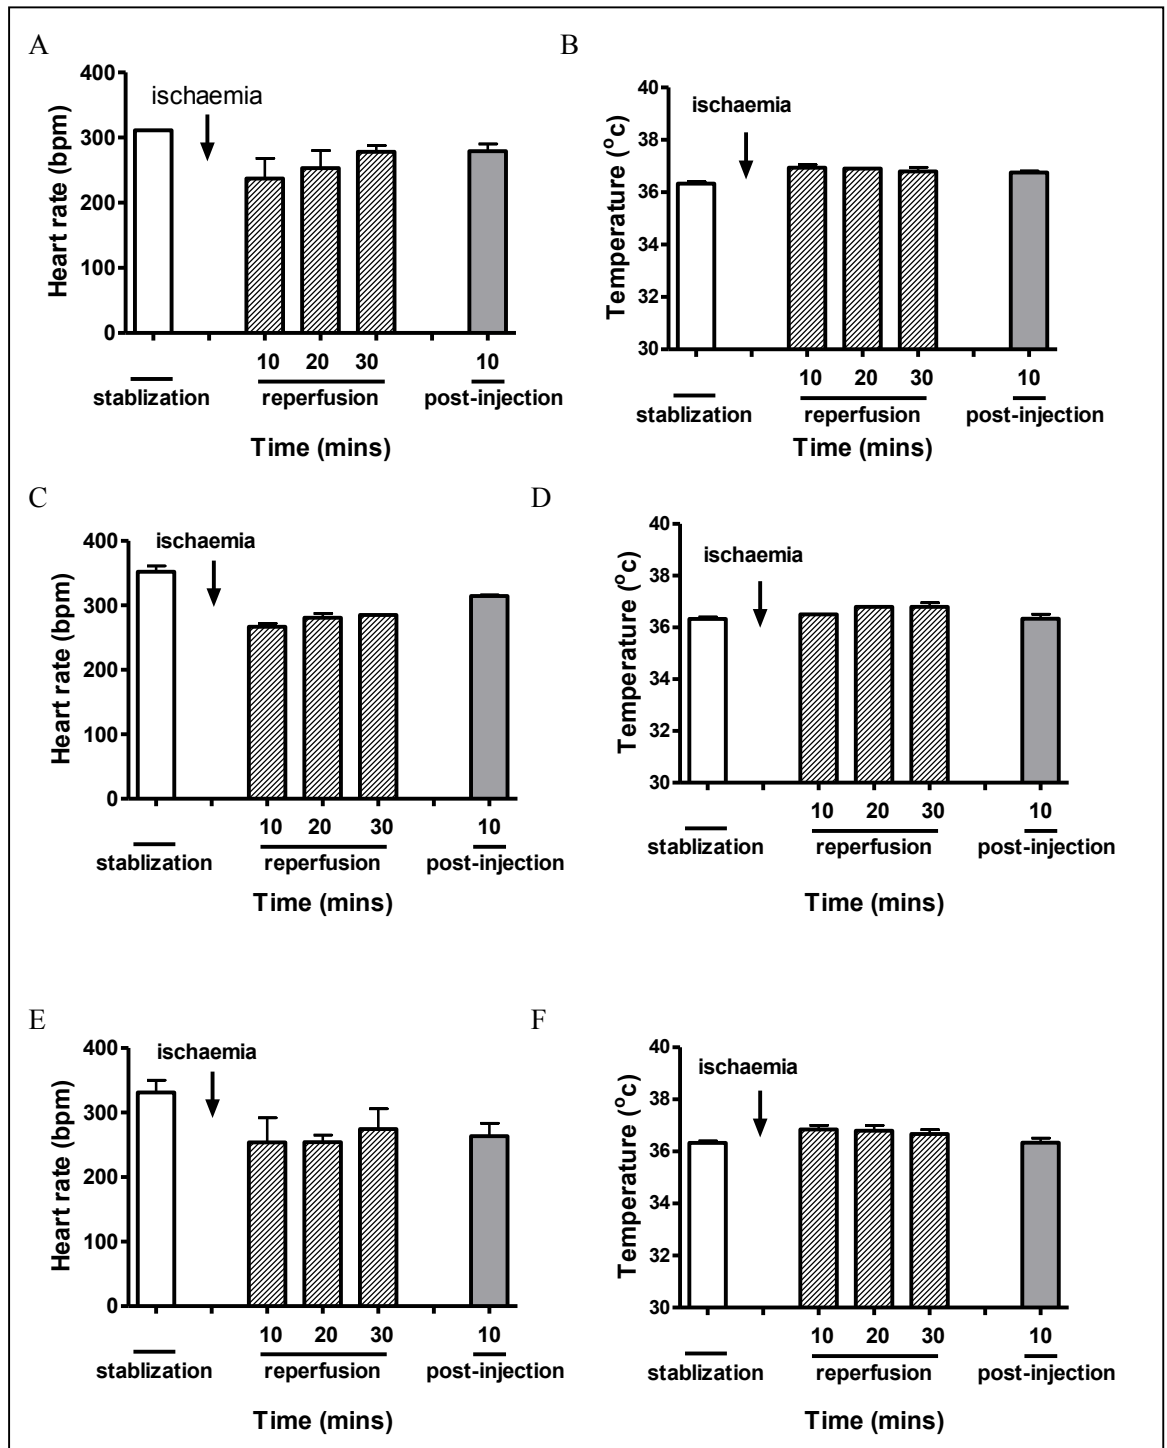 A
400
300
200
100
0
Heart rate (bpm)
ischaemia
10 20 30 10
stablization reperfusion post-injection
Time (mins)
B
40
38
36
34
32
30
Temperature (°c)
ischaemia
10 20 30 10
stablization reperfusion post-injection
Time (mins)
C
400
300
200
100
0
Heart rate (bpm)
ischaemia
10 20 30 10
stablization reperfusion post-injection
Time (mins)
D
40
38
36
34
32
30
Temperature (°c)
ischaemia
10 20 30 10
stablization reperfusion post-injection
Time (mins)
E
400
300
200
100
0
Heart rate (bpm)
ischaemia
10 20 30 10
stablization reperfusion post-injection
Time (mins)
F
40
38
36
34
32
30
Temperature (°c)
ischaemia
10 20 30 10
stablization reperfusion post-injection
Time (mins)